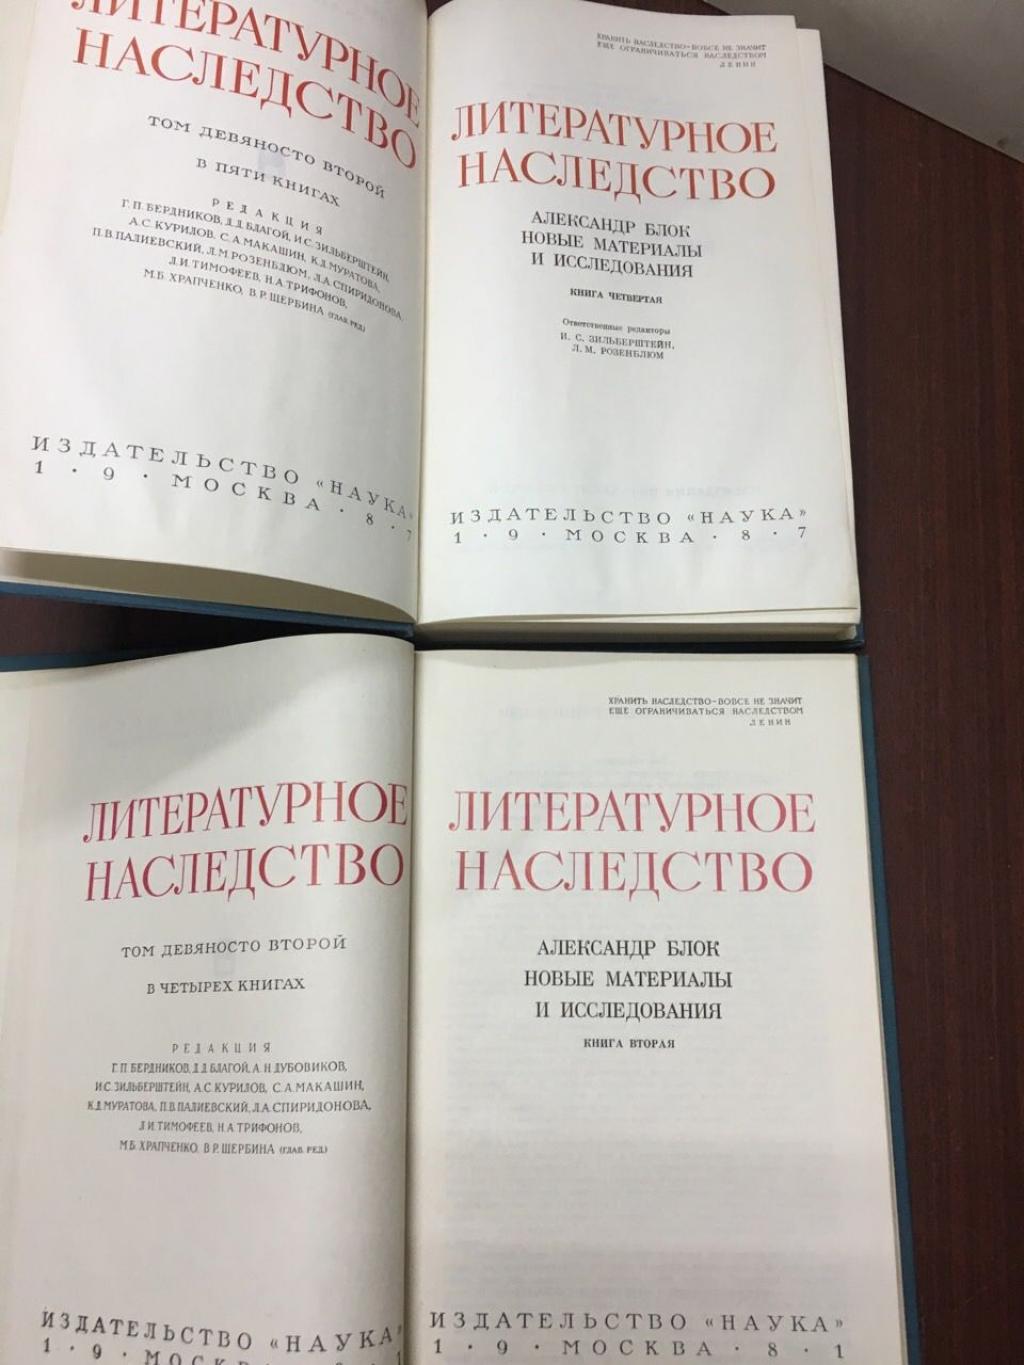 ЛИТЕРАТУРНОЕ
НАСЛЕДСТВО
ТОМ ДЕВЯНОСТО ВТОРОЙ
В ПЯТИ КНИГАХ
РЕДАКЦИЯ
Г.П. БЕРДНИКОВ, Д.Д. БЛАГОЙ, И.С. ЗИЛЬБЕРШТЕЙН,
А.С. КУРИЛОВ, С.А. МАКАШИН, К.Д. МУРАТОВА,
П.В. ПАЛИЕВСКИЙ, Л.М. РОЗЕНБЛЮМ, Л.А. СПИРИДОНОВА,
Л.И. ТИМОФЕЕВ, Н.А. ТРИФОНОВ,
М.Б. ХРАПЧЕНКО, В.Р. ЩЕРБИНА (ГЛАВ. РЕД.)
ИЗДАТЕЛЬСТВО «НАУКА»
1 · 9 · МОСКВА · 8 · 7
ХРАНИТЬ НАСЛЕДСТВО–ВОВСЕ НЕ ЗНАЧИТ
ЕЩЕ ОГРАНИЧИВАТЬСЯ НАСЛЕДСТВОМ
ЛЕНИН
ЛИТЕРАТУРНОЕ
НАСЛЕДСТВО
АЛЕКСАНДР БЛОК
НОВЫЕ МАТЕРИАЛЫ
И ИССЛЕДОВАНИЯ
КНИГА ЧЕТВЕРТАЯ
Ответственные редакторы
И. С. ЗИЛЬБЕРШТЕЙН,
Л. М. РОЗЕНБЛЮМ
ИЗДАТЕЛЬСТВО «НАУКА»
1 · 9 · МОСКВА · 8 · 7
ЛИТЕРАТУРНОЕ
НАСЛЕДСТВО
ТОМ ДЕВЯНОСТО ВТОРОЙ
В ЧЕТЫРЕХ КНИГАХ
РЕДАКЦИЯ
Г.П. БЕРДНИКОВ, Д.Д. БЛАГОЙ, А.Н. ДУБОВИКОВ,
И.С. ЗИЛЬБЕРШТЕЙН, А.С. КУРИЛОВ, С.А. МАКАШИН,
К.Д. МУРАТОВА, П.В. ПАЛИЕВСКИЙ, Л.А. СПИРИДОНОВА,
Л.И. ТИМОФЕЕВ, Н.А. ТРИФОНОВ,
М.Б. ХРАПЧЕНКО, В.Р. ЩЕРБИНА (ГЛАВ. РЕД.)
ИЗДАТЕЛЬСТВО «НАУКА»
1 · 9 · МОСКВА · 8 · 1
ХРАНИТЬ НАСЛЕДСТВО–ВОВСЕ НЕ ЗНАЧИТ
ЕЩЕ ОГРАНИЧИВАТЬСЯ НАСЛЕДСТВОМ
ЛЕНИН
ЛИТЕРАТУРНОЕ
НАСЛЕДСТВО
АЛЕКСАНДР БЛОК
НОВЫЕ МАТЕРИАЛЫ
И ИССЛЕДОВАНИЯ
КНИГА ВТОРАЯ
ИЗДАТЕЛЬСТВО «НАУКА»
1 · 9 · МОСКВА · 8 · 1